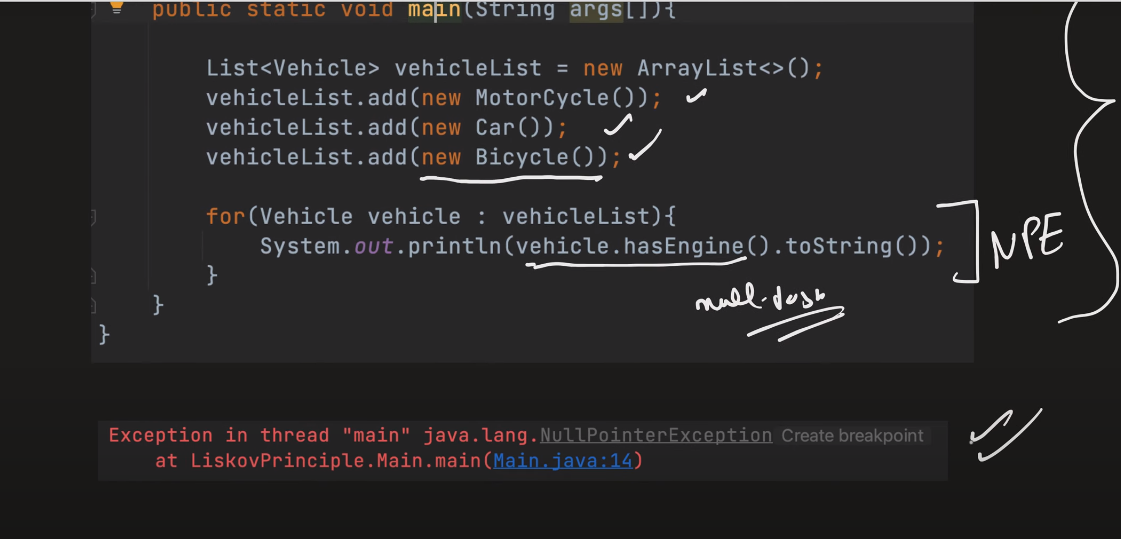 public static void main(String args[]){
List<Vehicle> vehicleList = new ArrayList<>();
vehicleList.add(new MotorCycle());
vehicleList.add(new Car());
vehicleList.add(new Bicycle());
for(Vehicle vehicle : vehicleList){
System.out.println(vehicle.hasEngine().toString());
}
NPE
null.
}
}
Exception in thread "main" java.lang.NullPointerException Create breakpoint
at LiskovPrinciple.Main.main(Main.java:14)